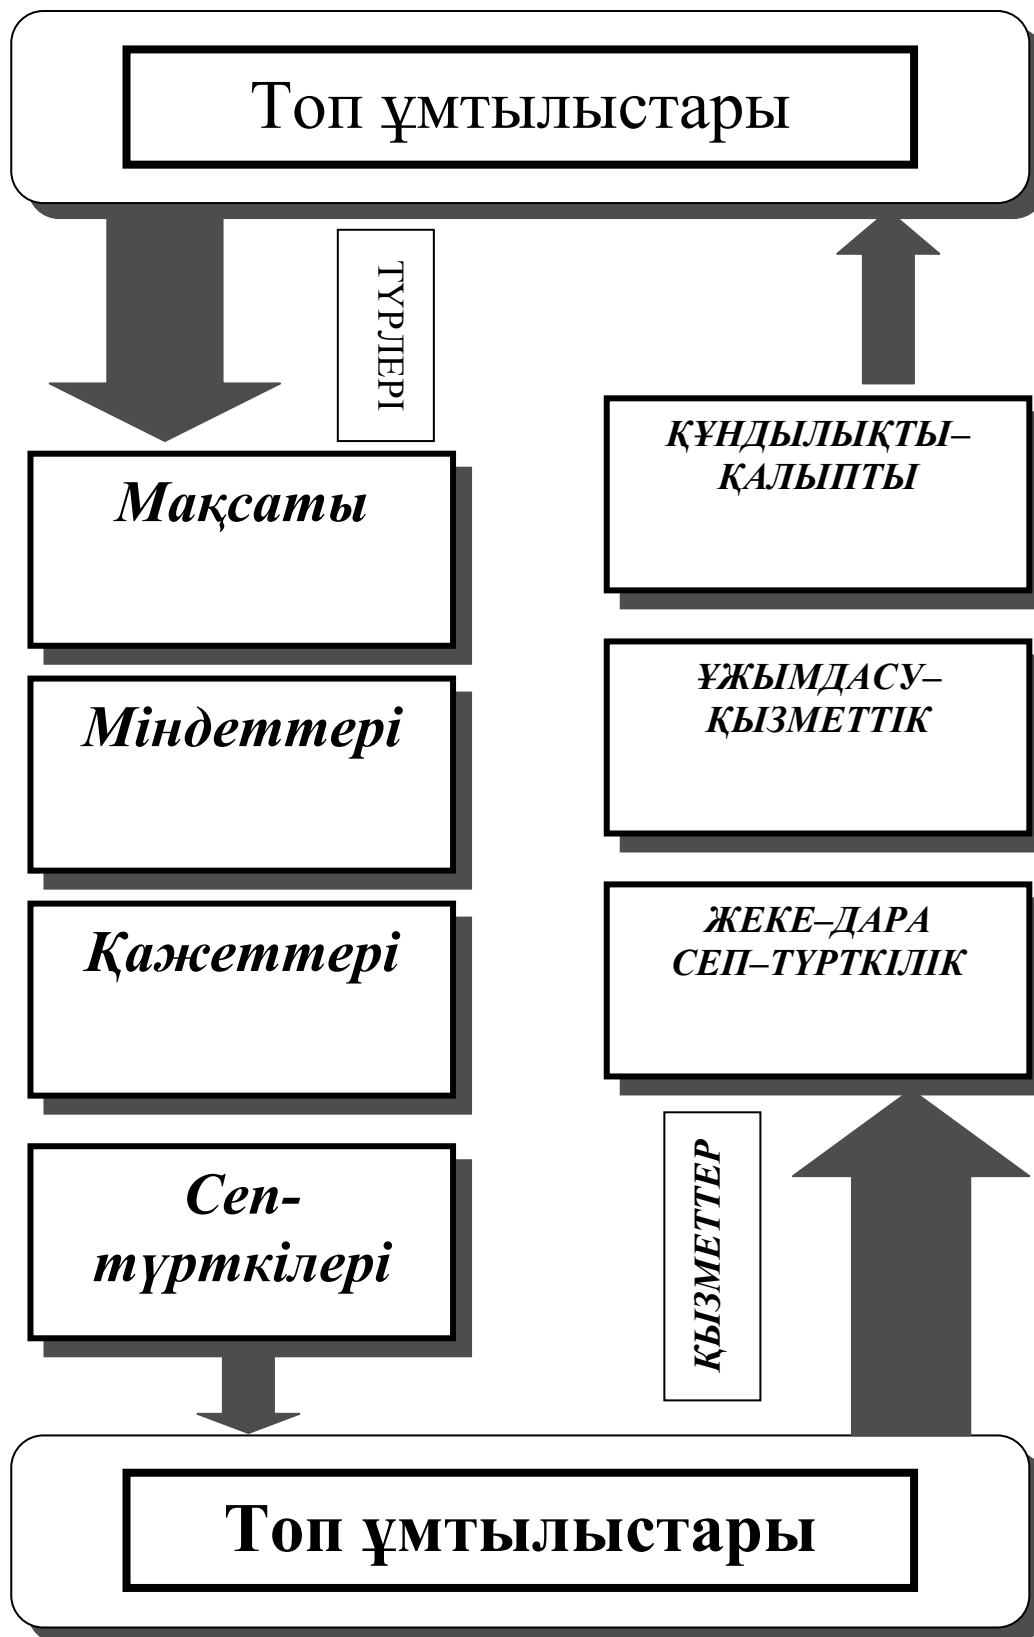 Топ ұмтылыстары
ТҮРЛЕРІ
Мақсаты
Міндеттері
Қажеттері
Сеп-
түрткілері
ҚҰНДЫЛЫҚТЫ–
ҚАЛЫПТЫ
ҰЖЫМДАСУ–
ҚЫЗМЕТТІК
ЖЕКЕ–ДАРА
СЕП–ТҮРТКІЛІК
ҚЫЗМЕТТЕР
Топ ұмтылыстары